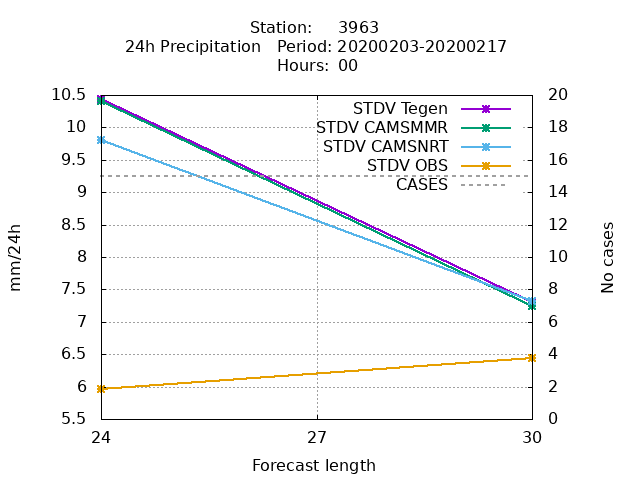 Station: 3963
24h Precipitation Period: 20200203-20200217
Hours: 00
10.5 20
STDV Tegen
10 STDV CAMSMMR 18
STDV CAMSNRT
9.5 STDV OBS 16
9 CASES 14
8.5 12
mm/24h
8 10
No cases
7.5 8
7 6
6.5 4
6 2
5.5 0
24 27 30
Forecast length